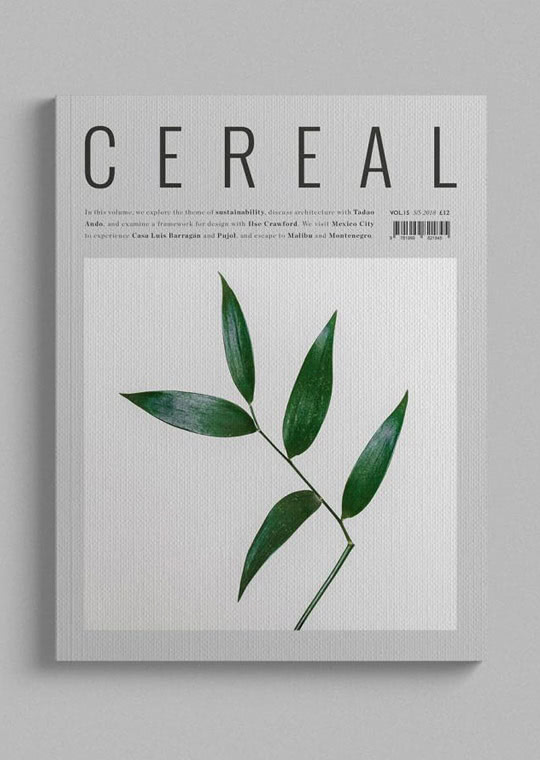 CEREAL
In this volume, we explore the theme of sustainability, discuss architecture with Tadao
Ando, and examine a framework for design with Ilse Crawford. We visit Mexico City
to experience Casa Luis Barragán and Pujol, and escape to Malibu and Montenegro.
VOL.15 S/S 2018 £12